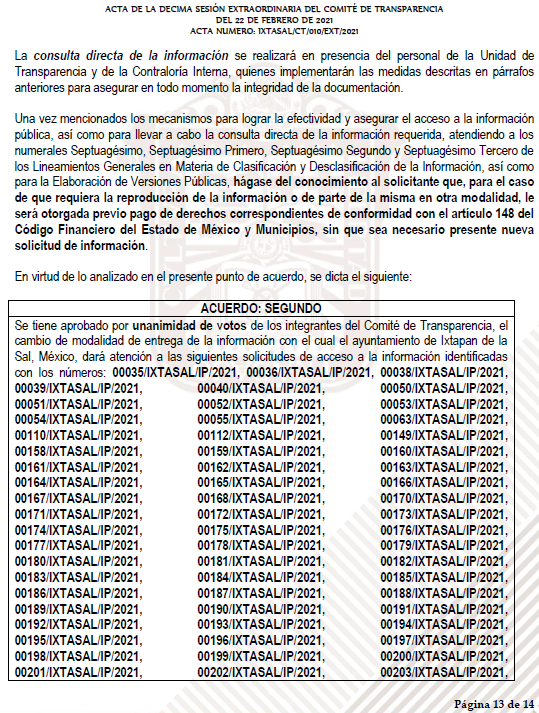 ACTA DE LA DECIMA SESIÓN EXTRAORDINARIA DEL COMITÉ DE TRANSPARENCIA
DEL 22 DE FEBRERO DE 2021
ACTA NUMERO: IXTASAL/CT/010/EXT/2021
La consulta directa de la información se realizará en presencia del personal de la Unidad de
Transparencia y de la Contraloría Interna, quienes implementarán las medidas descritas en párrafos
anteriores para asegurar en todo momento la integridad de la documentación.
Una vez mencionados los mecanismos para lograr la efectividad y asegurar el acceso a la información
pública, así como para llevar a cabo la consulta directa de la información requerida, atendiendo a los
numerales Septuagésimo, Septuagésimo Primero, Septuagésimo Segundo y Septuagésimo Tercero de
los Lineamientos Generales en Materia de Clasificación y Desclasificación de la Información, así como
para la Elaboración de Versiones Públicas, hágase del conocimiento al solicitante que, para el caso
de que requiera la reproducción de la información o de parte de la misma en otra modalidad, le
será otorgada previo pago de derechos correspondientes de conformidad con el artículo 148 del
Código Financiero del Estado de México y Municipios, sin que sea necesario presente nueva
solicitud de información.
En virtud de lo analizado en el presente punto de acuerdo, se dicta el siguiente:
ACUERDO: SEGUNDO
Se tiene aprobado por unanimidad de votos de los integrantes del Comité de Transparencia, el
cambio de modalidad de entrega de la información con el cual el ayuntamiento de Ixtapan de la
Sal, México, dará atención a las siguientes solicitudes de acceso a la información identificadas
con los números: 00035/IXTASAL/IP/2021, 00036/IXTASAL/IP/2021, 00038/IXTASAL/IP/2021,
00039/IXTASAL/IP/2021, 00040/IXTASAL/IP/2021, 00050/IXTASAL/IP/2021,
00051/IXTASAL/IP/2021, 00052/IXTASAL/IP/2021, 00053/IXTASAL/IP/2021,
00054/IXTASAL/IP/2021, 00055/IXTASAL/IP/2021, 00063/IXTASAL/IP/2021,
00110/IXTASAL/IP/2021, 00112/IXTASAL/IP/2021, 00149/IXTASAL/IP/2021,
00158/IXTASAL/IP/2021, 00159/IXTASAL/IP/2021, 00160/IXTASAL/IP/2021,
00161/IXTASAL/IP/2021, 00162/IXTASAL/IP/2021, 00163/IXTASAL/IP/2021,
00164/IXTASAL/IP/2021, 00165/IXTASAL/IP/2021, 00166/IXTASAL/IP/2021,
00167/IXTASAL/IP/2021, 00168/IXTASAL/IP/2021, 00170/IXTASAL/IP/2021,
00171/IXTASAL/IP/2021, 00172/IXTASAL/IP/2021, 00173/IXTASAL/IP/2021,
00174/IXTASAL/IP/2021, 00175/IXTASAL/IP/2021, 00176/IXTASAL/IP/2021,
00177/IXTASAL/IP/2021, 00178/IXTASAL/IP/2021, 00179/IXTASAL/IP/2021,
00180/IXTASAL/IP/2021, 00181/IXTASAL/IP/2021, 00182/IXTASAL/IP/2021,
00183/IXTASAL/IP/2021, 00184/IXTASAL/IP/2021, 00185/IXTASAL/IP/2021,
00186/IXTASAL/IP/2021, 00187/IXTASAL/IP/2021, 00188/IXTASAL/IP/2021,
00189/IXTASAL/IP/2021, 00190/IXTASAL/IP/2021, 00191/IXTASAL/IP/2021,
00192/IXTASAL/IP/2021, 00193/IXTASAL/IP/2021, 00194/IXTASAL/IP/2021,
00195/IXTASAL/IP/2021, 00196/IXTASAL/IP/2021, 00197/IXTASAL/IP/2021,
00198/IXTASAL/IP/2021, 00199/IXTASAL/IP/2021, 00200/IXTASAL/IP/2021,
00201/IXTASAL/IP/2021, 00202/IXTASAL/IP/2021, 00203/IXTASAL/IP/2021,
Página 13 de 14